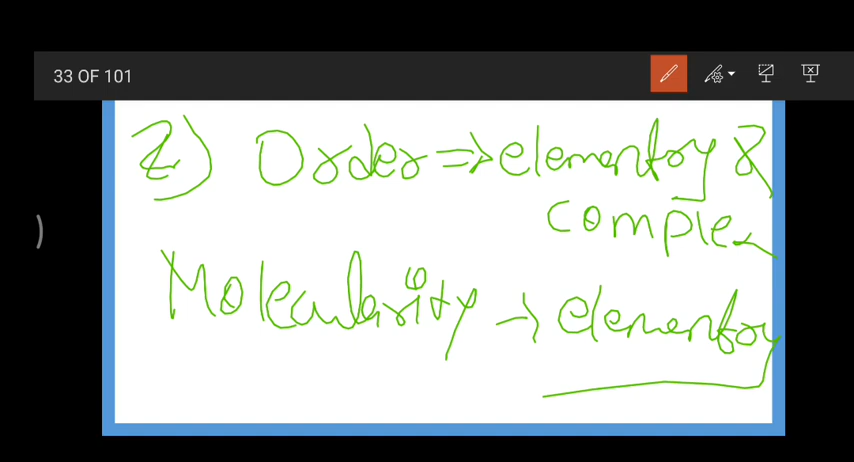 33 OF 101
2) Order => elementory &
complex
Molecularity → elementory